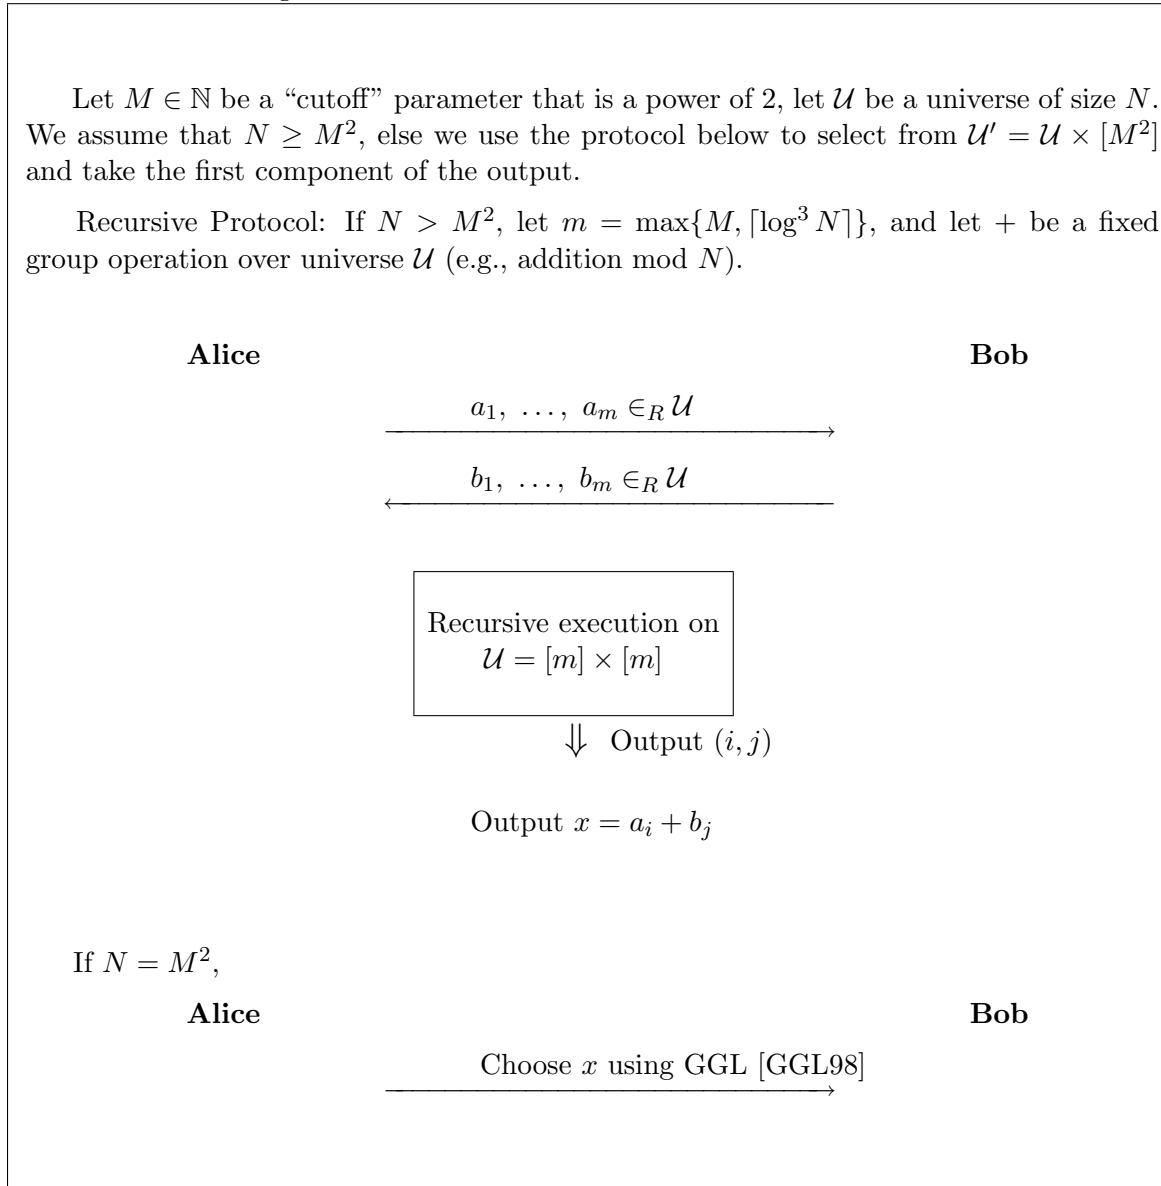 Let M ∈ ℕ be a “cutoff” parameter that is a power of 2, let 𝒰 be a universe of size N.
We assume that N ≥ M², else we use the protocol below to select from 𝒰′ = 𝒰 × [M²]
and take the first component of the output.
Recursive Protocol: If N > M², let m = max{M, ⌈log³ N⌉}, and let + be a fixed
group operation over universe 𝒰 (e.g., addition mod N).
Alice Bob
a₁, …, aₘ ∈_R 𝒰
b₁, …, bₘ ∈_R 𝒰
Recursive execution on
𝒰 = [m] × [m]
⇓ Output (i, j)
Output x = a_i + b_j
If N = M²,
Alice Bob
Choose x using GGL [GGL98]